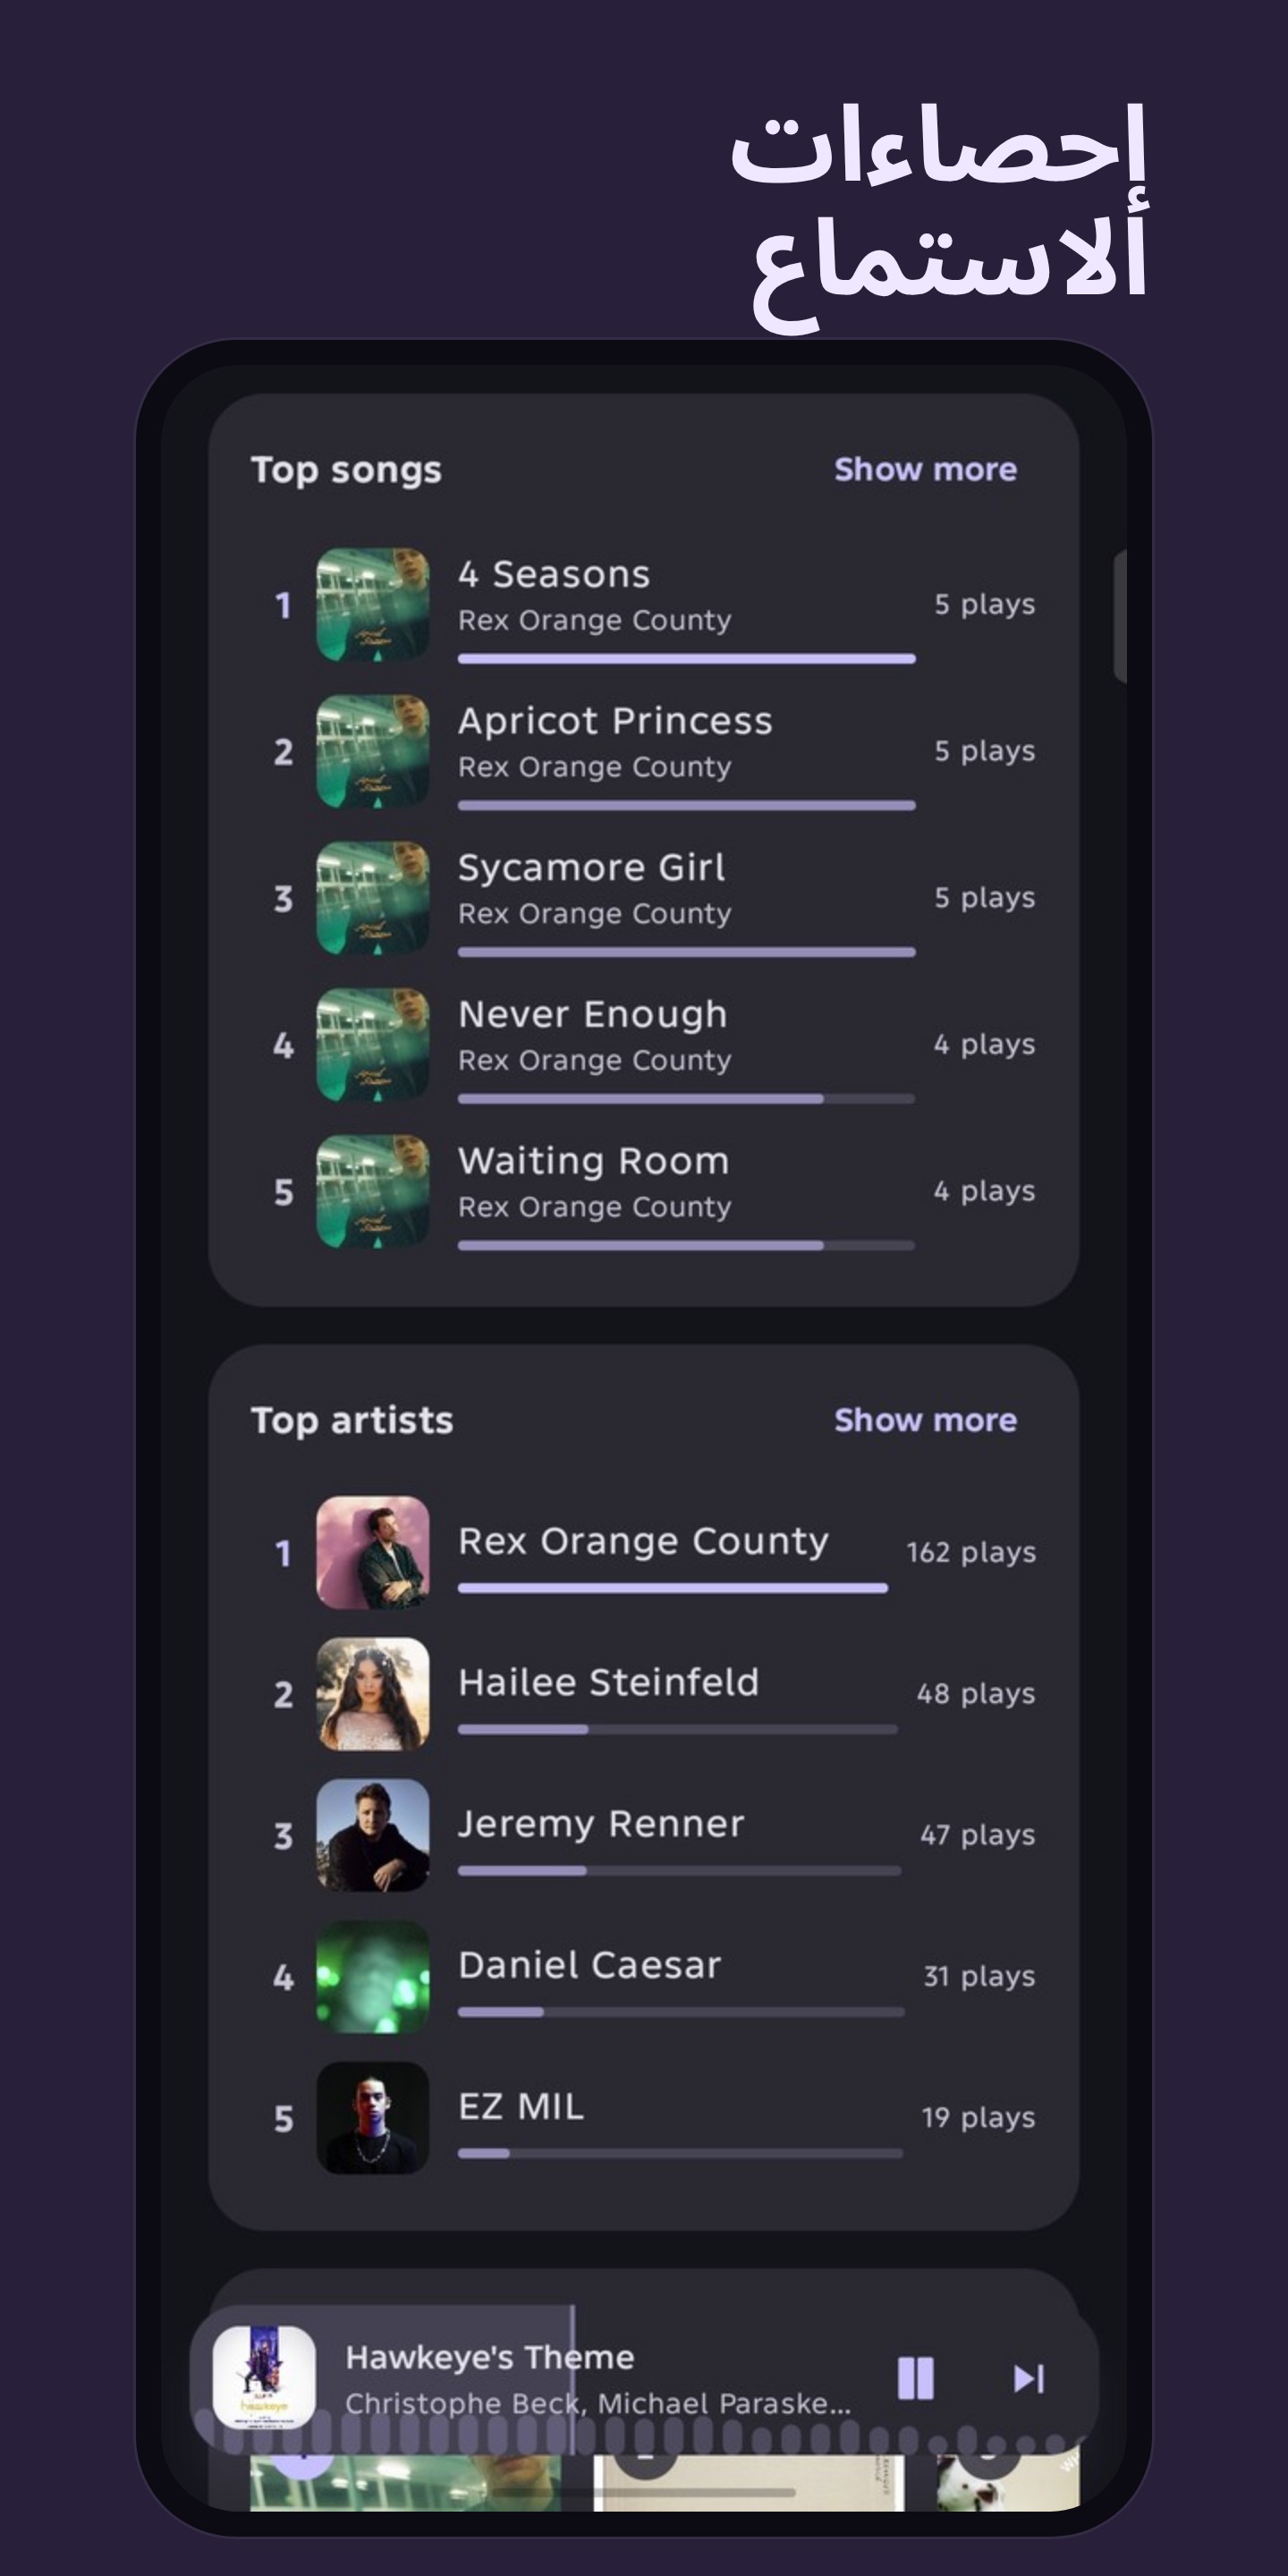 إحصاءات
الاستماع
Top songs
Show more
1
4 Seasons
Rex Orange County
5 plays
2
Apricot Princess
Rex Orange County
5 plays
3
Sycamore Girl
Rex Orange County
5 plays
4
Never Enough
Rex Orange County
4 plays
5
Waiting Room
Rex Orange County
4 plays
Top artists
Show more
1
Rex Orange County
162 plays
2
Hailee Steinfeld
48 plays
3
Jeremy Renner
47 plays
4
Daniel Caesar
31 plays
5
EZ MIL
19 plays
Hawkeye's Theme
Christophe Beck, Michael Paraske...